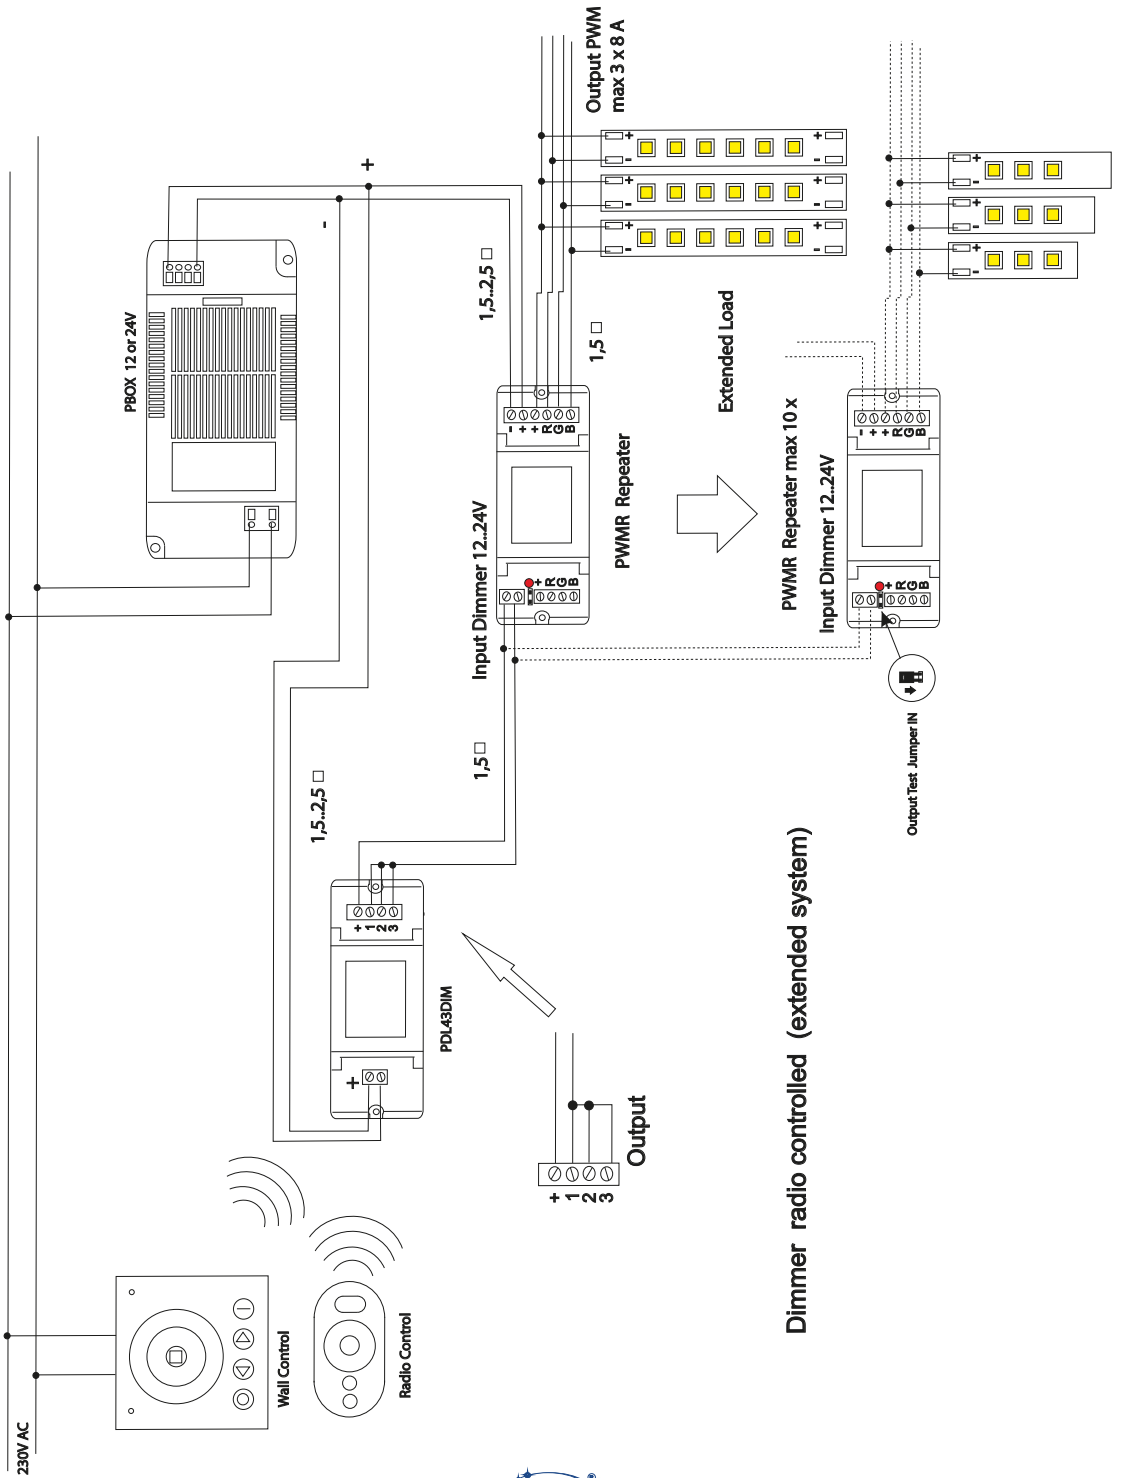 230V AC
Wall Control
Radio Control
PBOX 12 or 24V
-
+
1,5..2,5 □
+
PDL43DIM
+
1
2
3
1,5 □
1,5..2,5 □
Input Dimmer 12..24V
+
R
G
B
-
+
+
R
G
B
PWMR Repeater
1,5 □
Output PWM
max 3 x 8 A
+
-
+
-
+
-
+
-
+
-
+
-
Extended Load
PWMR Repeater max 10 x
Input Dimmer 12..24V
+
R
G
B
-
+
+
R
G
B
+
-
+
-
+
-
Output Test Jumper IN
+
1
2
3
Output
Dimmer radio controlled (extended system)